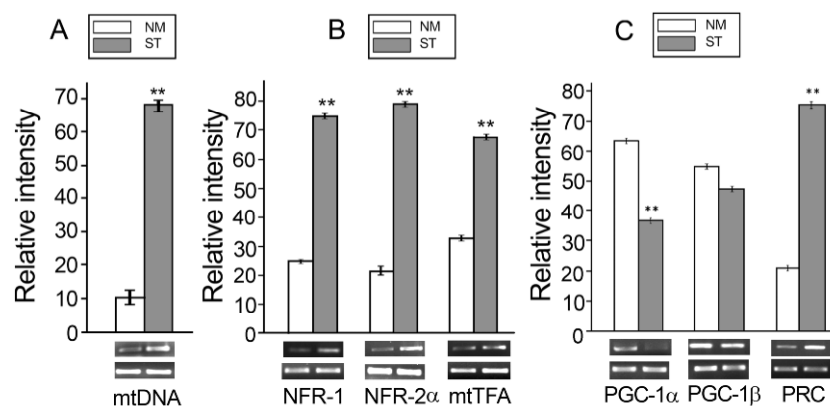 A
NM
ST
Relative intensity
70
60
50
40
30
20
10
0
**
mtDNA
B
NM
ST
Relative intensity
80
70
60
50
40
30
20
10
0
**
**
**
NFR-1 NFR-2α mtTFA
C
NM
ST
Relative intensity
80
70
60
50
40
30
20
10
0
**
**
PGC-1α PGC-1β PRC